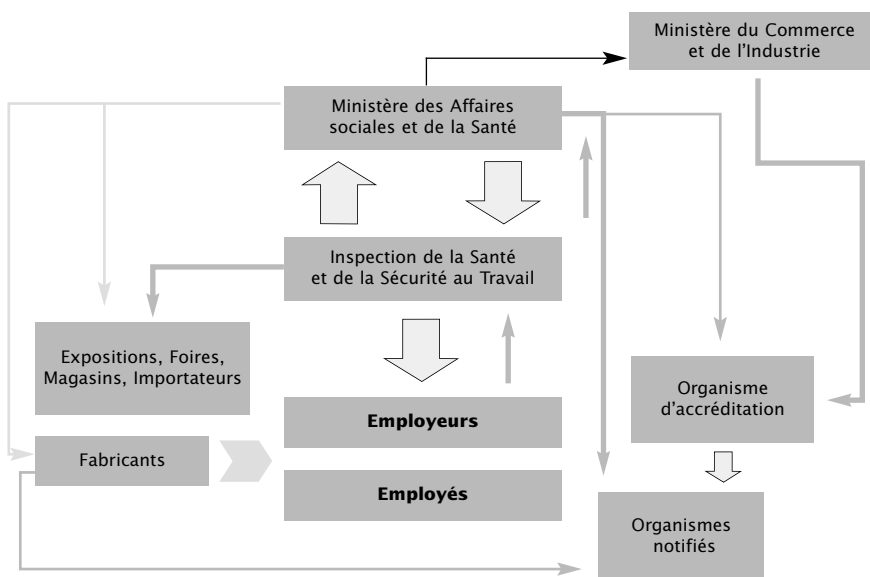 Ministère du Commerce
et de l'Industrie
Ministère des Affaires
sociales et de la Santé
Inspection de la Santé
et de la Sécurité au Travail
Expositions, Foires,
Magasins, Importateurs
Organisme
d'accréditation
Employeurs
Fabricants
Employés
Organismes
notifiés